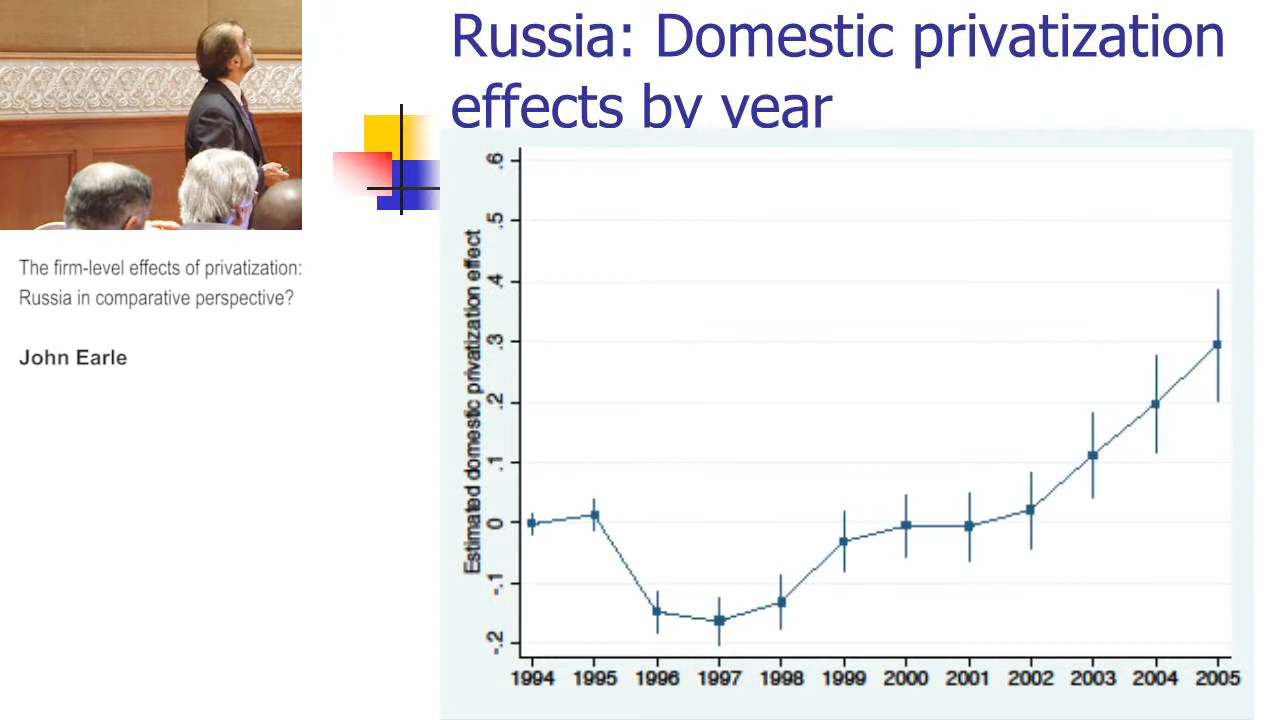 Russia: Domestic privatization
effects by year
The firm-level effects of privatization:
Russia in comparative perspective?
John Earle
Estimated domestic privatization effect
.6
.5
.4
.3
.2
.1
0
-.1
-.2
1994 1995 1996 1997 1998 1999 2000 2001 2002 2003 2004 2005